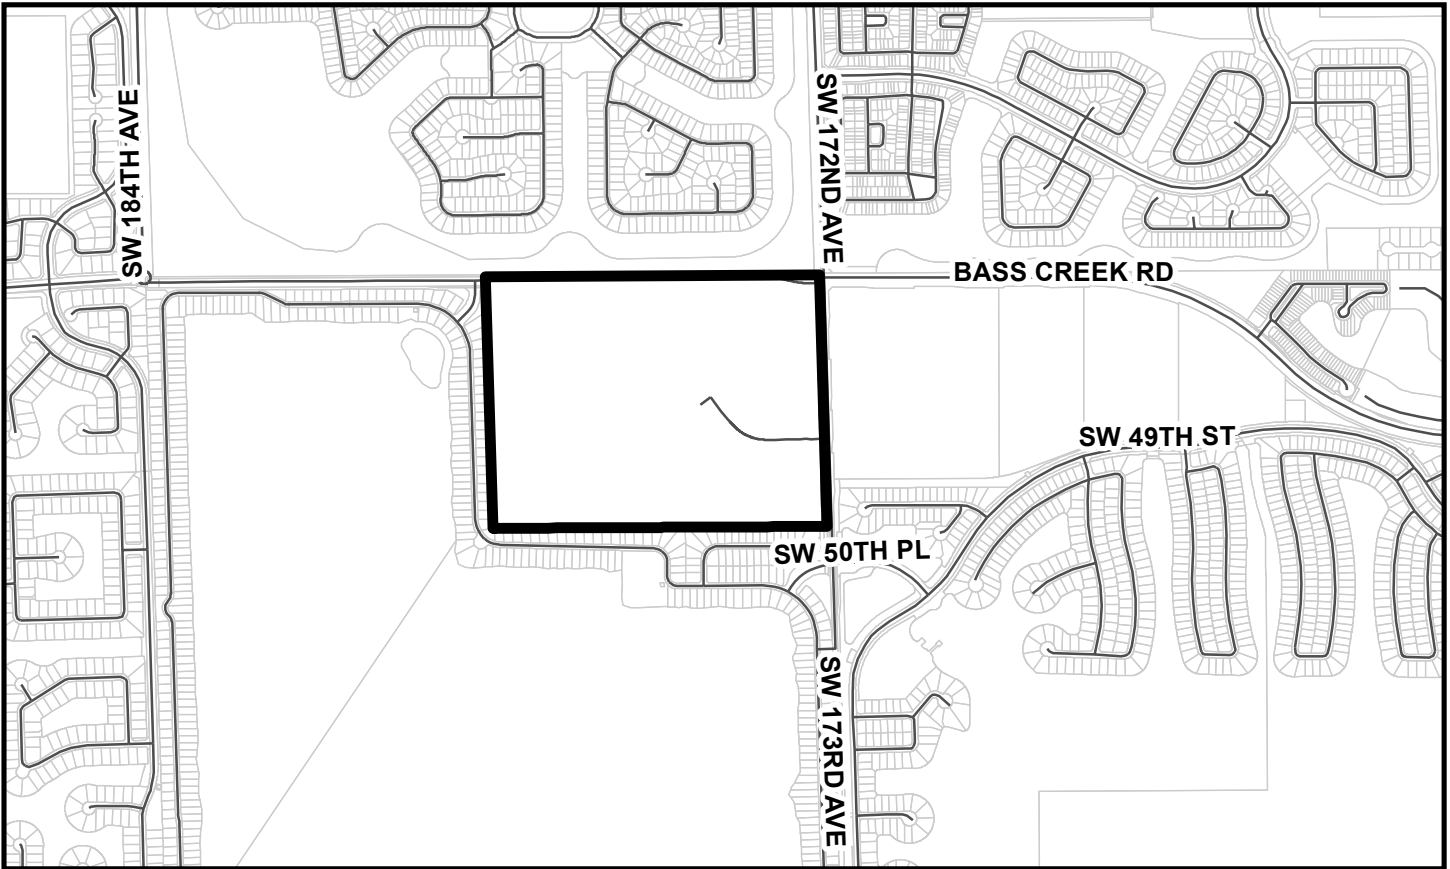 SW 184TH AVE
SW 172ND AVE
BASS CREEK RD
SW 49TH ST
SW 50TH PL
SW 173RD AVE